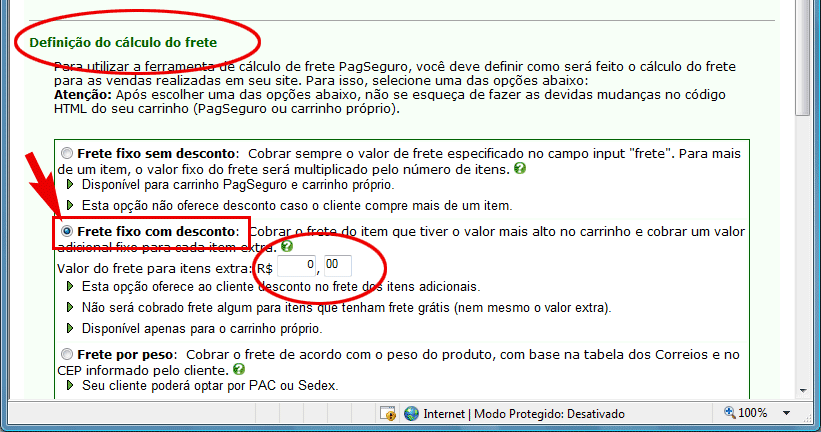 Definição do cálculo do frete
Para utilizar a ferramenta de cálculo de frete PagSeguro, você deve definir como será feito o cálculo do frete
para as vendas realizadas em seu site. Para isso, selecione uma das opções abaixo:
Atenção: Após escolher uma das opções abaixo, não se esqueça de fazer as devidas mudanças no código
HTML do seu carrinho (PagSeguro ou carrinho próprio).
Frete fixo sem desconto: Cobrar sempre o valor de frete especificado no campo input "frete". Para mais
de um item, o valor fixo do frete será multiplicado pelo número de itens. ?
Disponível para carrinho PagSeguro e carrinho próprio.
Esta opção não oferece desconto caso o cliente compre mais de um item.
Frete fixo com desconto: Cobrar o frete do item que tiver o valor mais alto no carrinho e cobrar um valor
adicional fixo para cada item extra. ?
Valor do frete para itens extra: R$ 0, 00
Esta opção oferece ao cliente desconto no frete dos itens adicionais.
Não será cobrado frete algum para itens que tenham frete grátis (nem mesmo o valor extra).
Disponível apenas para o carrinho próprio.
Frete por peso: Cobrar o frete de acordo com o peso do produto, com base na tabela dos Correios e no
CEP informado pelo cliente. ?
Seu cliente poderá optar por PAC ou Sedex.
Internet | Modo Protegido: Desativado
100%